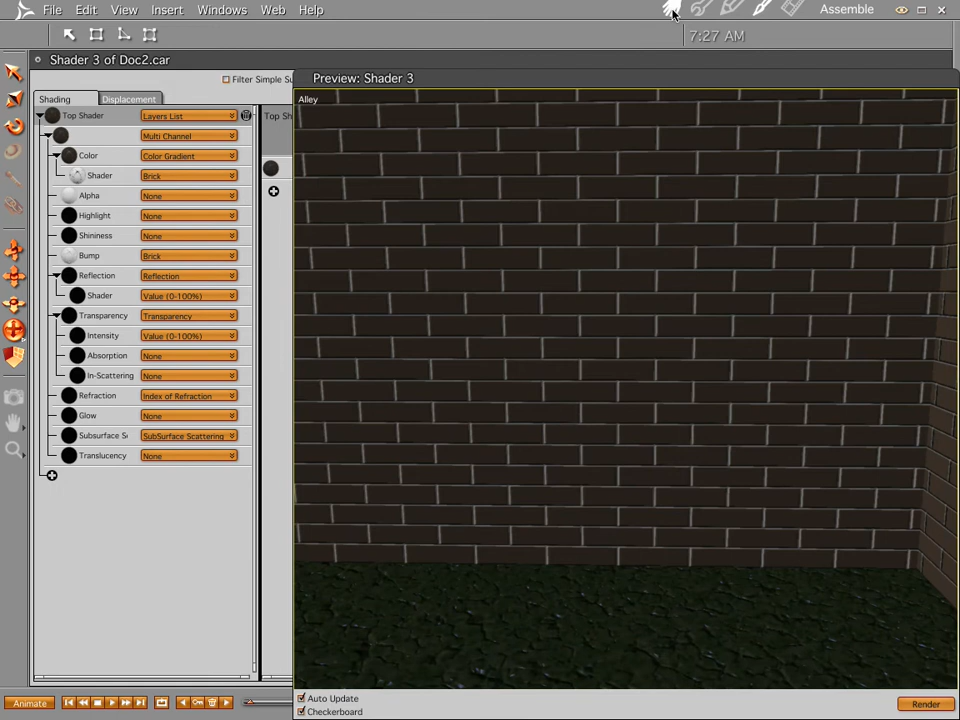 File Edit View Insert Windows Web Help Assemble
7:27 AM
Shader 3 of Doc2.car
Filter Simple Su
Preview: Shader 3
Shading Displacement
Alley
Top Shader Layers List Top Sh
Multi Channel
Color Color Gradient
Shader Brick
Alpha None
Highlight None
Shininess None
Bump Brick
Reflection Reflection
Shader Value (0-100%)
Transparency Transparency
Intensity Value (0-100%)
Absorption None
In-Scattering None
Refraction Index of Refraction
Glow None
Subsurface S SubSurface Scattering
Translucency None
Auto Update
Animate Render
Checkerboard